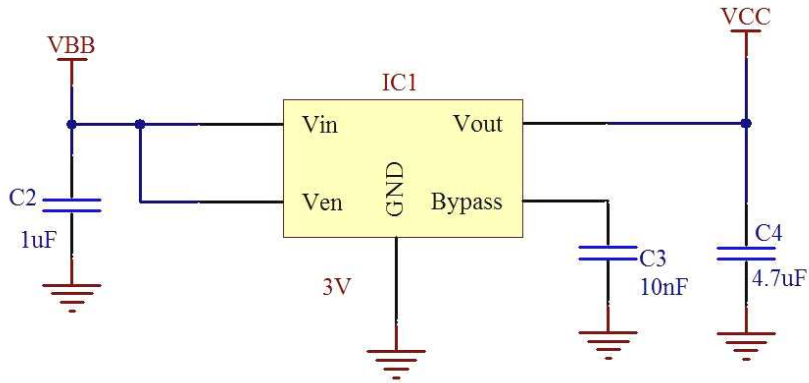 VBB
VCC
IC1
Vin
Vout
C2
1uF
Ven
GND
Bypass
3V
C3
10nF
C4
4.7uF